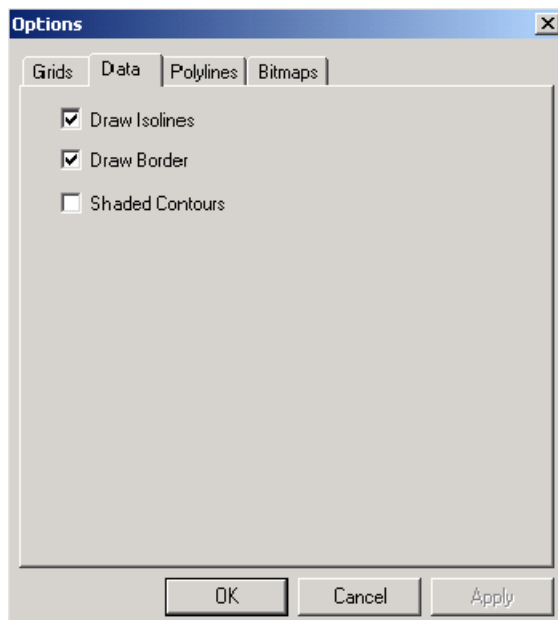 Options
Grids Data Polylines Bitmaps
Draw Isolines
Draw Border
Shaded Contours
OK Cancel Apply